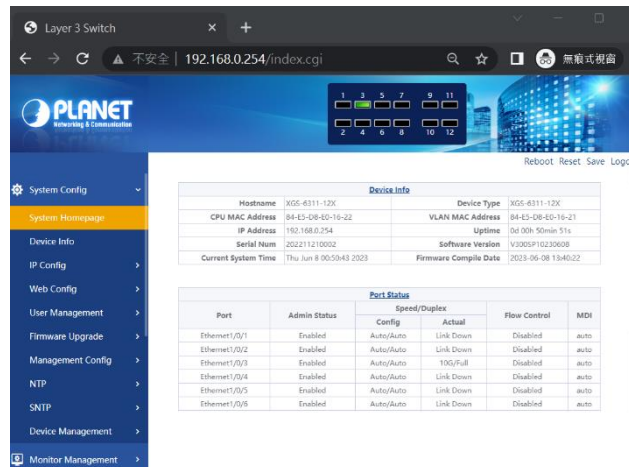 Layer 3 Switch
不安全 | 192.168.0.254/index.cgi 無痕式視窗
PLANET
Networking & Communication
1 3 5 7 9 11
2 4 6 8 10 12
Reboot Reset Save Logo
System Config
System Homepage
Device Info
IP Config
Web Config
User Management
Firmware Upgrade
Management Config
NTP
SNTP
Device Management
Monitor Management
Device Info
Hostname XGS-6311-12X Device Type XGS-6311-12X
CPU MAC Address 84-E5-D8-E0-16-22 VLAN MAC Address 84-E5-D8-E0-16-21
IP Address 192.168.0.254 Uptime 0d 00h 50min 51s
Serial Num 202211210002 Software Version V300SP10230608
Current System Time Thu Jun 8 00:50:43 2023 Firmware Compile Date 2023-06-08 13:40:22
Port Status
Port Admin Status Speed/Duplex Flow Control MDI
Config Actual
Ethernet1/0/1 Enabled Auto/Auto Link Down Disabled auto
Ethernet1/0/2 Enabled Auto/Auto Link Down Disabled auto
Ethernet1/0/3 Enabled Auto/Auto 10G/Full Disabled auto
Ethernet1/0/4 Enabled Auto/Auto Link Down Disabled auto
Ethernet1/0/5 Enabled Auto/Auto Link Down Disabled auto
Ethernet1/0/6 Enabled Auto/Auto Link Down Disabled auto